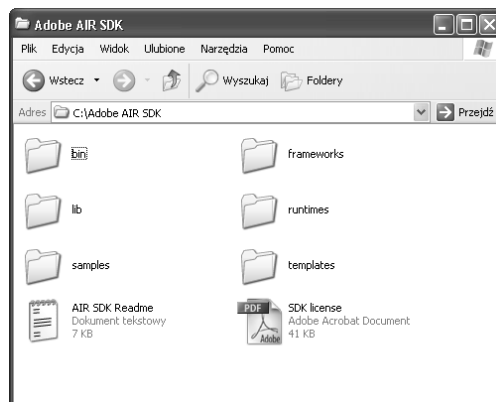 Adobe AIR SDK
Plik Edycja Widok Ulubione Narzędzia Pomoc
Wstecz Wyszukaj Foldery
Adres C:\Adobe AIR SDK Przejdź
bin frameworks
lib runtimes
samples templates
AIR SDK Readme
Dokument tekstowy
7 KB
PDF
Adobe
SDK license
Adobe Acrobat Document
41 KB